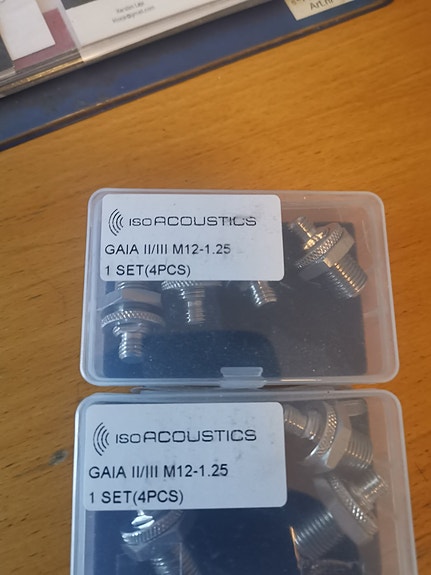 isoACOUSTICS
GAIA II/III M12-1.25
1 SET(4PCS)
isoACOUSTICS
GAIA II/III M12-1.25
1 SET(4PCS)